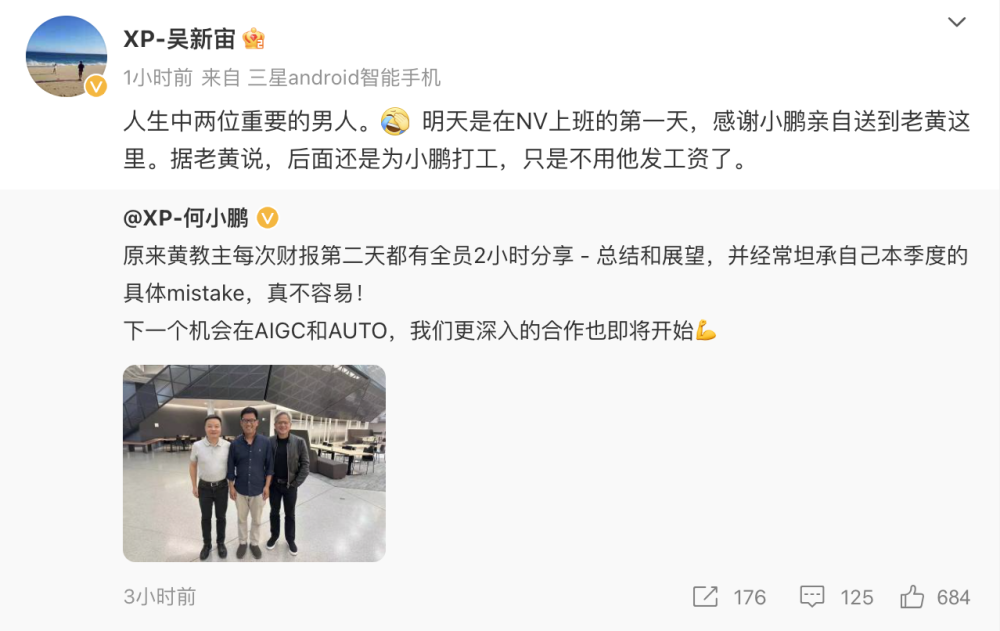 XP-吴新宙
1小时前 来自 三星android智能手机
人生中两位重要的男人。🤣 明天是在NV上班的第一天，感谢小鹏亲自送到老黄这
里。据老黄说，后面还是为小鹏打工，只是不用他发工资了。
@XP-何小鹏
原来黄教主每次财报第二天都有全员2小时分享 - 总结和展望，并经常坦承自己本季度的
具体mistake，真不容易！
下一个机会在AIGC和AUTO，我们更深入的合作也即将开始💪
3小时前
176
125
684